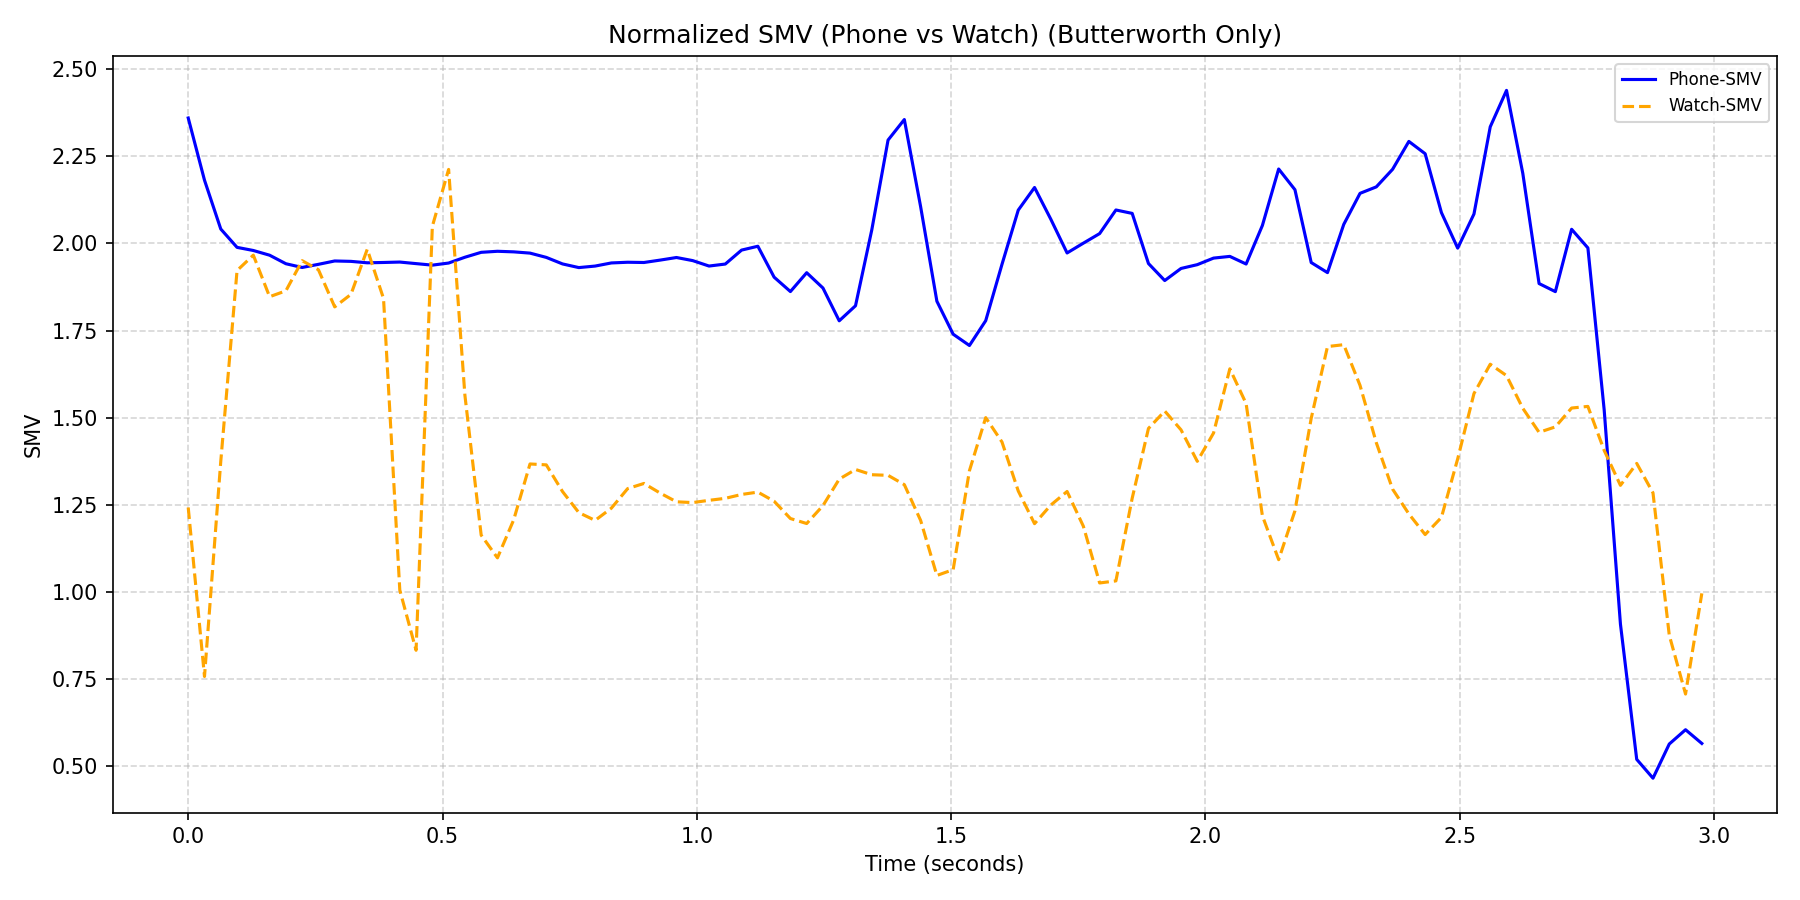 Normalized SMV (Phone vs Watch) (Butterworth Only)
Phone-SMV
Watch-SMV
SMV
2.50
2.25
2.00
1.75
1.50
1.25
1.00
0.75
0.50
0.0 0.5 1.0 1.5 2.0 2.5 3.0
Time (seconds)